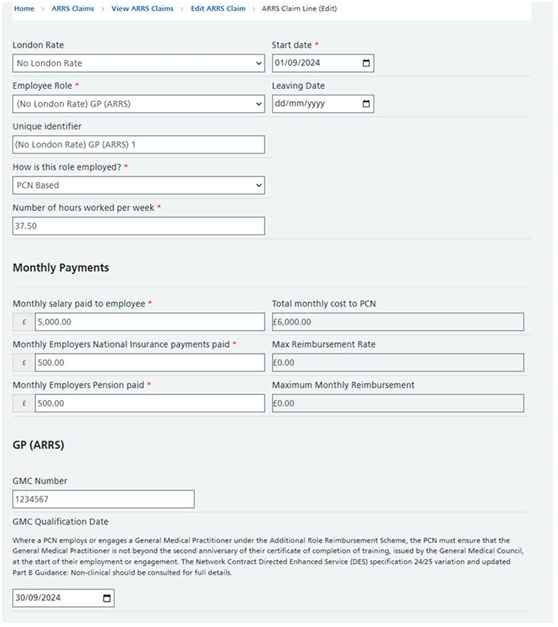 Home > ARRS Claims > View ARRS Claims > Edit ARRS Claim > ARRS Claim Line (Edit)
London Rate Start date *
No London Rate 01/09/2024
Employee Role * Leaving Date
(No London Rate) GP (ARRS) dd/mm/yyyy
Unique identifier
(No London Rate) GP (ARRS) 1
How is this role employed? *
PCN Based
Number of hours worked per week *
37.50
Monthly Payments
Monthly salary paid to employee * Total monthly cost to PCN
£ 5,000.00 £6,000.00
Monthly Employers National Insurance payments paid * Max Reimbursement Rate
£ 500.00 £0.00
Monthly Employers Pension paid * Maximum Monthly Reimbursement
£ 500.00 £0.00
GP (ARRS)
GMC Number
1234567
GMC Qualification Date
Where a PCN employs or engages a General Medical Practitioner under the Additional Role Reimbursement Scheme, the PCN must ensure that the
General Medical Practitioner is not beyond the second anniversary of their certificate of completion of training, issued by the General Medical Council,
at the start of their employment or engagement. The Network Contract Directed Enhanced Service (DES) specification 24/25 variation and updated
Part B Guidance: Non-clinical should be consulted for full details.
30/09/2024